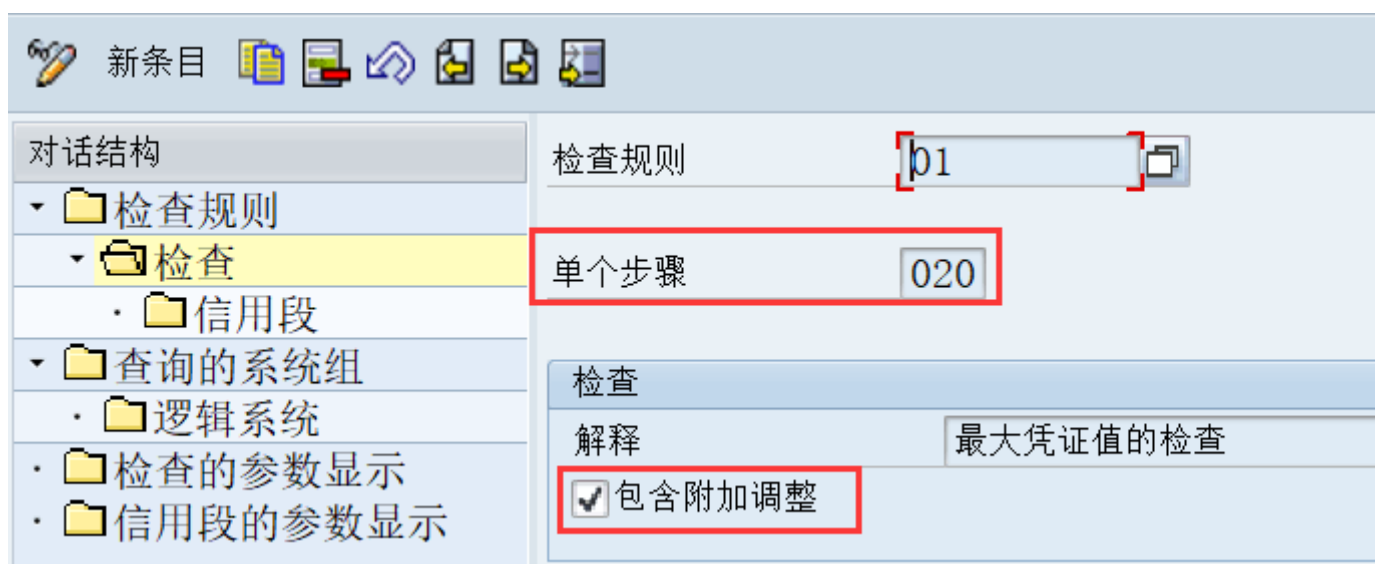 新条目
对话结构
检查规则
检查
信用段
查询的系统组
逻辑系统
检查的参数显示
信用段的参数显示
检查规则 01
单个步骤 020
检查
解释 最大凭证值的检查
包含附加调整